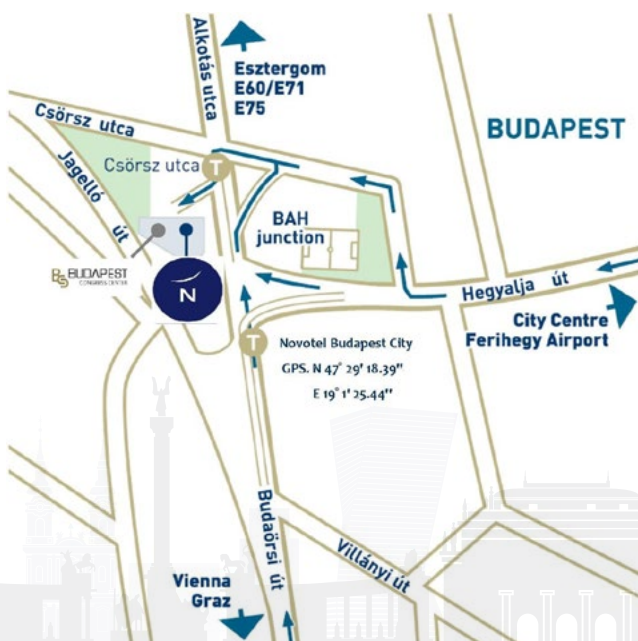 Alkotás utca
Esztergom
E60/E71
E75
BUDAPEST
Csörsz utca
Csörsz utca
T
Jagelló út
BAH
junction
BUDAPEST
CONGRESS CENTER
N
Hegyalja út
City Centre
Ferihegy Airport
T
Novotel Budapest City
GPS. N 47° 29' 18.39"
E 19° 1' 25.44"
Budaörsi út
Villányi út
Vienna
Graz